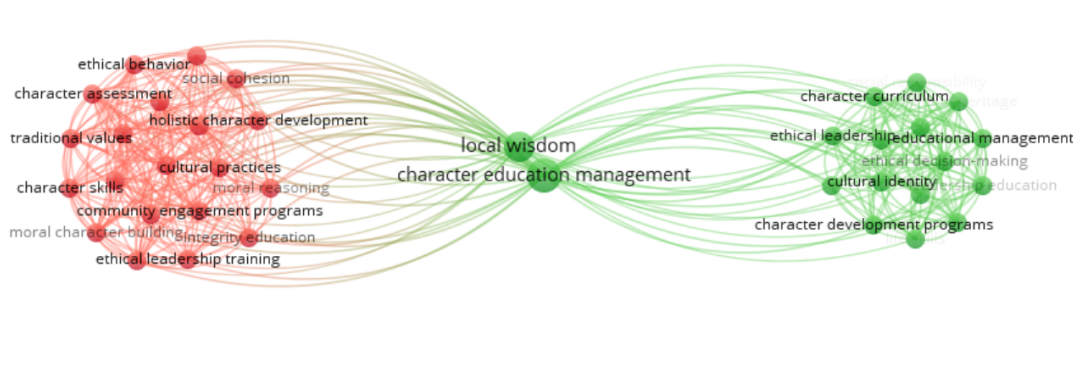 ethical behavior
social cohesion
character assessment
holistic character development
traditional values
cultural practices
character skills
moral reasoning
community engagement programs
moral character building
integrity education
ethical leadership training
local wisdom
character education management
character curriculum
ethical leadership
educational management
ethical decision-making
cultural identity
education
character development programs